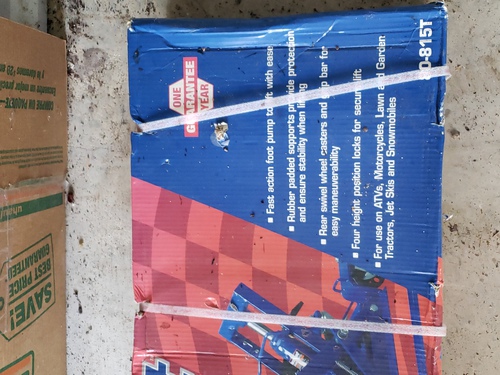 ONE
GUARANTEE
YEAR
Fast action foot pump to lift with ease
Rubber padded supports provide protection
and ensure stability when lifting
Rear swivel wheel casters and grip bar for
easy maneuverability
Four height position locks for secure lift
For use on ATVs, Motorcycles, Lawn and Garden
Tractors, Jet Skis and Snowmobiles
0-815T
SAVE!
BEST PRICE
GUARANTEED